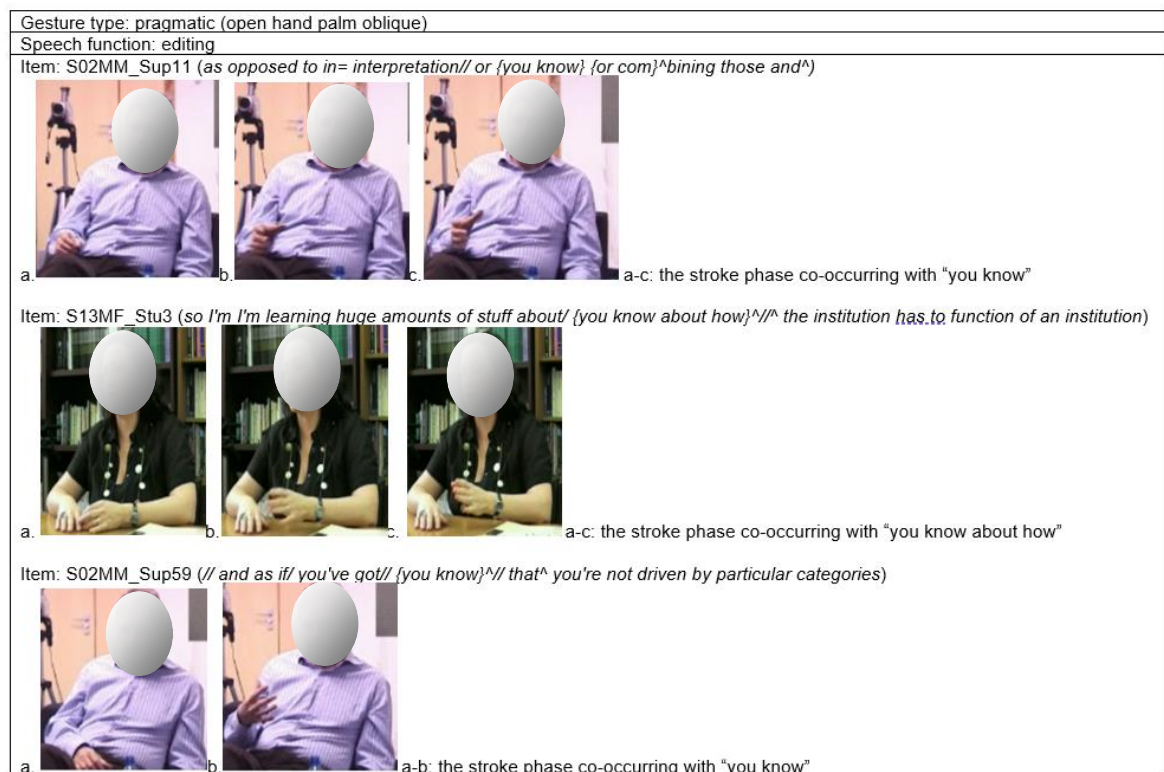 Gesture type: pragmatic (open hand palm oblique)
Speech function: editing
Item: S02MM_Sup11 (as opposed to in= interpretation// or {you know} {or com}^bining those and^)
a. b. c. a-c: the stroke phase co-occurring with “you know”
Item: S13MF_Stu3 (so I'm I'm learning huge amounts of stuff about/ {you know about how}^//^ the institution has to function of an institution)
a. b. c. a-c: the stroke phase co-occurring with “you know about how”
Item: S02MM_Sup59 (// and as if/ you've got// {you know}^// that^ you're not driven by particular categories)
a. b. a-b: the stroke phase co-occurring with “you know”